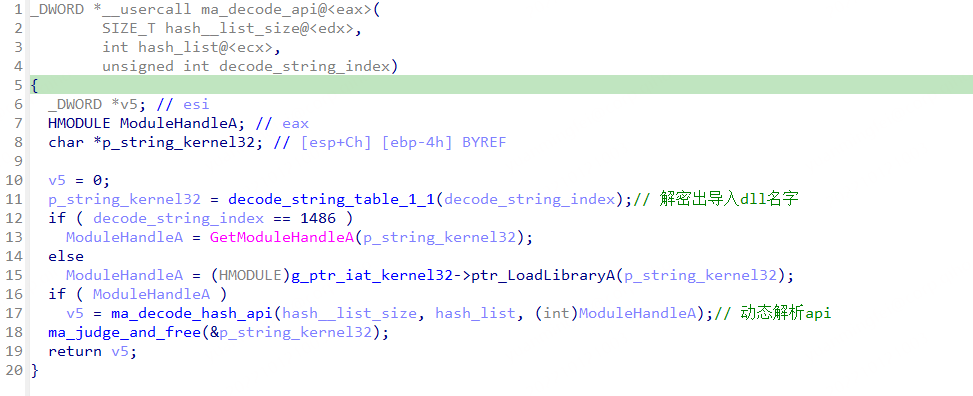 1 _DWORD *__usercall ma_decode_api@<eax>(
2 SIZE_T hash__list_size@<edx>,
3 int hash_list@<ecx>,
4 unsigned int decode_string_index)
5 {
6 _DWORD *v5; // esi
7 HMODULE ModuleHandleA; // eax
8 char *p_string_kernel32; // [esp+Ch] [ebp-4h] BYREF
9
10 v5 = 0;
11 p_string_kernel32 = decode_string_table_1_1(decode_string_index);// 解密出导入dll名字
12 if ( decode_string_index == 1486 )
13 ModuleHandleA = GetModuleHandleA(p_string_kernel32);
14 else
15 ModuleHandleA = (HMODULE)g_ptr_iat_kernel32->ptr_LoadLibraryA(p_string_kernel32);
16 if ( ModuleHandleA )
17 v5 = ma_decode_hash_api(hash__list_size, hash_list, (int)ModuleHandleA);// 动态解析api
18 ma_judge_and_free(&p_string_kernel32);
19 return v5;
20 }